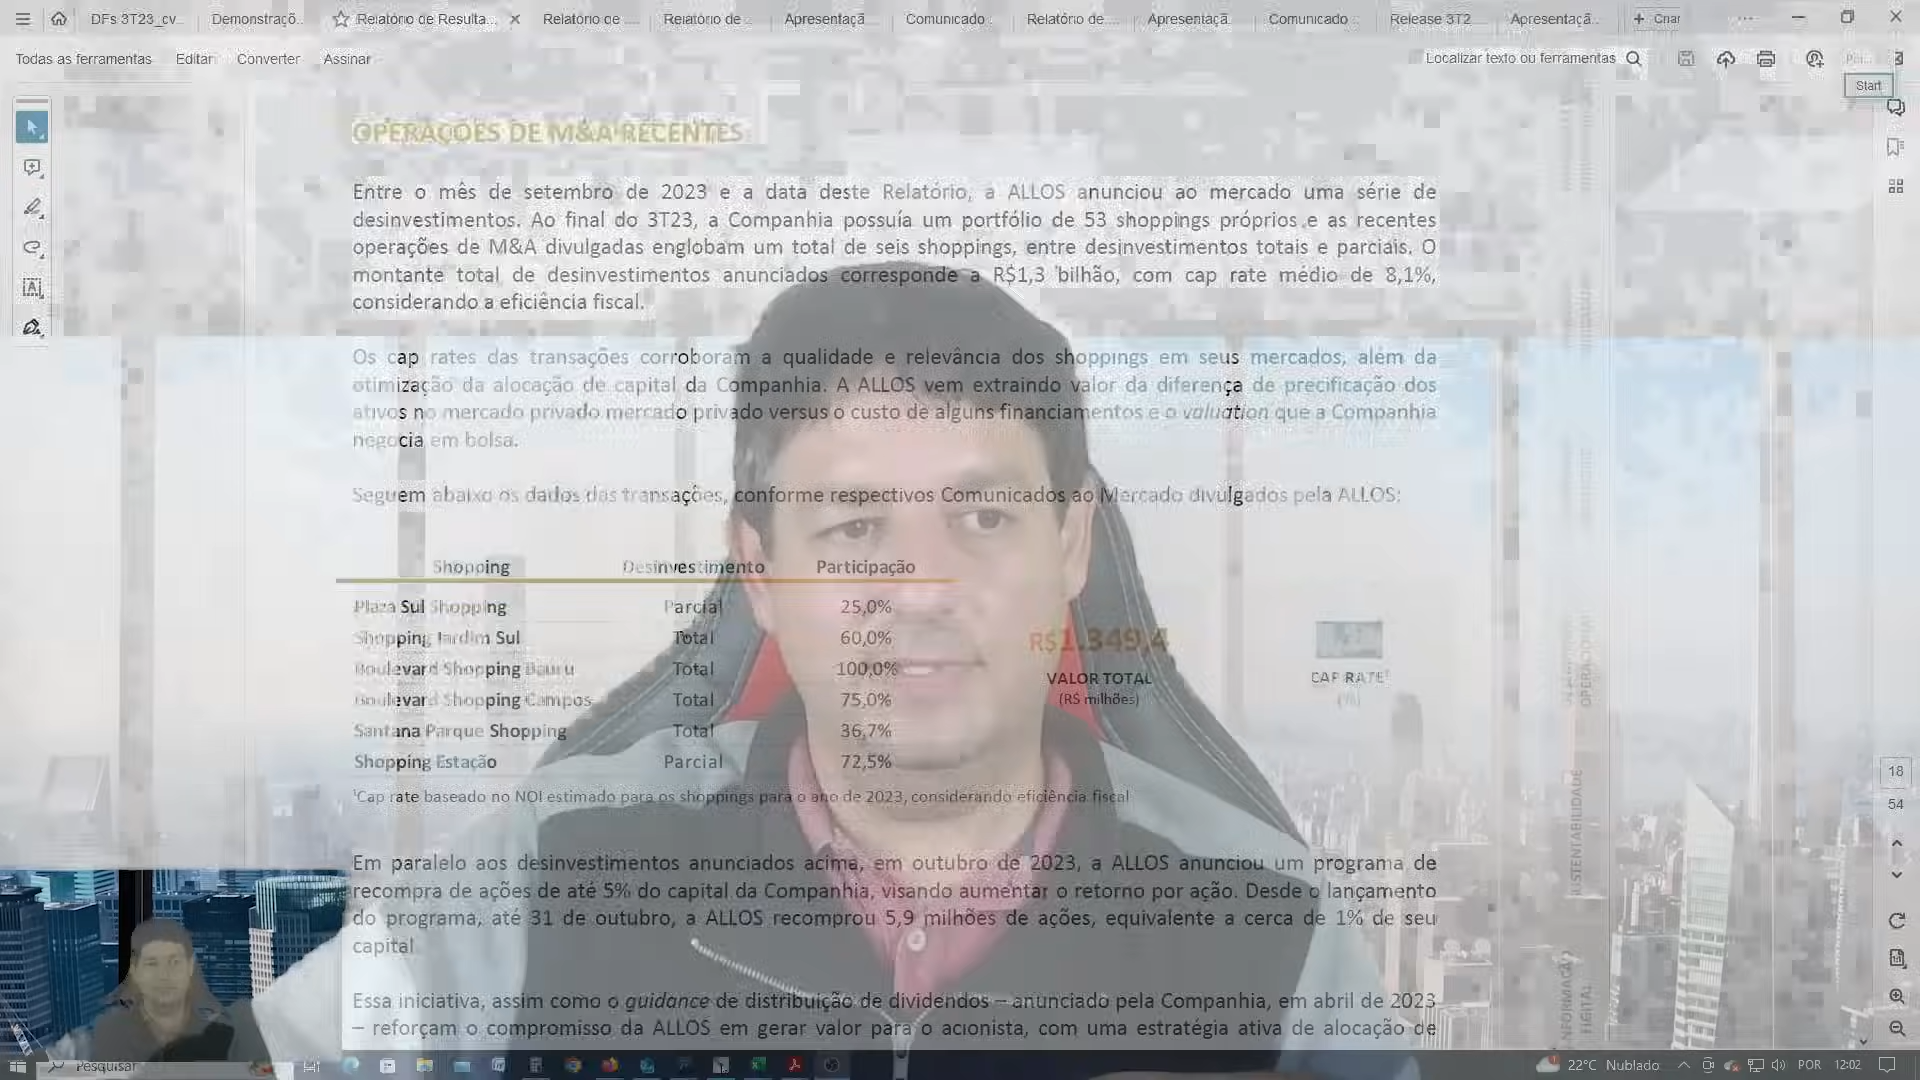 DFs 3T23_cv...
Demonstraçõ...
Relatório de Resulta...
Relatório de ...
Relatório de...
Apresentaçã...
Comunicado ...
Relatório de...
Apresentaçã...
Comunicado ...
Release 3T2...
Apresentaçã...
+ Criar
Todas as ferramentas
Editar
Converter
Assinar
Localizar texto ou ferramentas
Start
OPERAÇÕES DE M&A RECENTES
Entre o mês de setembro de 2023 e a data deste Relatório, a ALLOS anunciou ao mercado uma série de
desinvestimentos. Ao final do 3T23, a Companhia possuía um portfólio de 53 shoppings próprios e as recentes
operações de M&A divulgadas englobam um total de seis shoppings, entre desinvestimentos totais e parciais. O
montante total de desinvestimentos anunciados corresponde a R$1,3 bilhão, com cap rate médio de 8,1%,
considerando a eficiência fiscal.
Os cap rates das transações corroboram a qualidade e relevância dos shoppings em seus mercados, além da
otimização da alocação de capital da Companhia. A ALLOS vem extraindo valor da diferença de precificação dos
ativos no mercado privado mercado privado versus o custo de alguns financiamentos e o valuation que a Companhia
negocia em bolsa.
Seguem abaixo os dados das transações, conforme respectivos Comunicados ao Mercado divulgados pela ALLOS:
Shopping Desinvestimento Participação
Plaza Sul Shopping Parcial 25,0%
Shopping Jardim Sul Total 60,0%
Boulevard Shopping Bauru Total 100,0%
Boulevard Shopping Campos Total 75,0%
Santana Parque Shopping Total 36,7%
Shopping Estação Parcial 72,5%
R$1.349,4
VALOR TOTAL
(R$ milhões)
CAP RATE¹
(%)
¹Cap rate baseado no NOI estimado para os shoppings para o ano de 2023, considerando eficiência fiscal
Em paralelo aos desinvestimentos anunciados acima, em outubro de 2023, a ALLOS anunciou um programa de
recompra de ações de até 5% do capital da Companhia, visando aumentar o retorno por ação. Desde o lançamento
do programa, até 31 de outubro, a ALLOS recomprou 5,9 milhões de ações, equivalente a cerca de 1% de seu
capital
Essa iniciativa, assim como o guidance de distribuição de dividendos – anunciado pela Companhia, em abril de 2023
– reforçam o compromisso da ALLOS em gerar valor para o acionista, com uma estratégia ativa de alocação de
OPERACIONAL
SUSTENTABILIDADE
DIGITAL
18
54
Pesquisar
22°C Nublado
POR
12:02